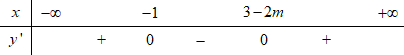 x −∞ −1 3−2m +∞
y' + 0 − 0 +